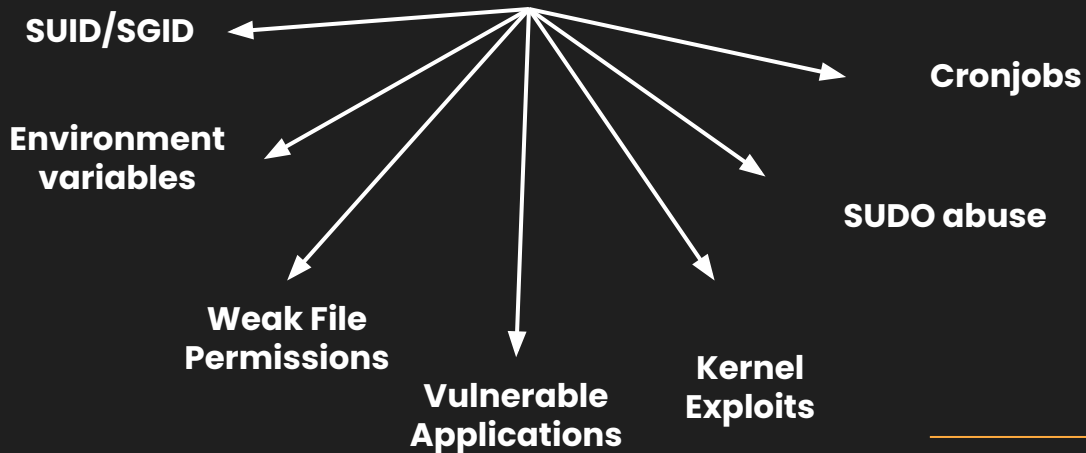 SUID/SGID
Cronjobs
Environment
variables
SUDO abuse
Weak File
Permissions
Kernel
Exploits
Vulnerable
Applications